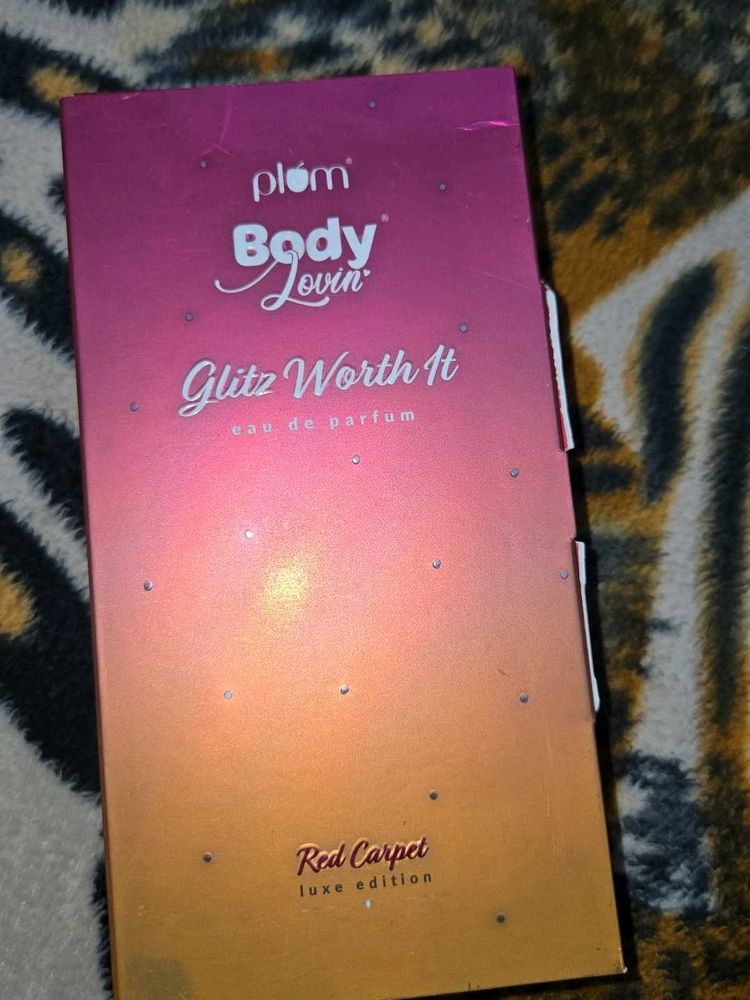 plum®
Body®
Lovin'
Glitz Worth It
eau de parfum
Red Carpet
luxe edition